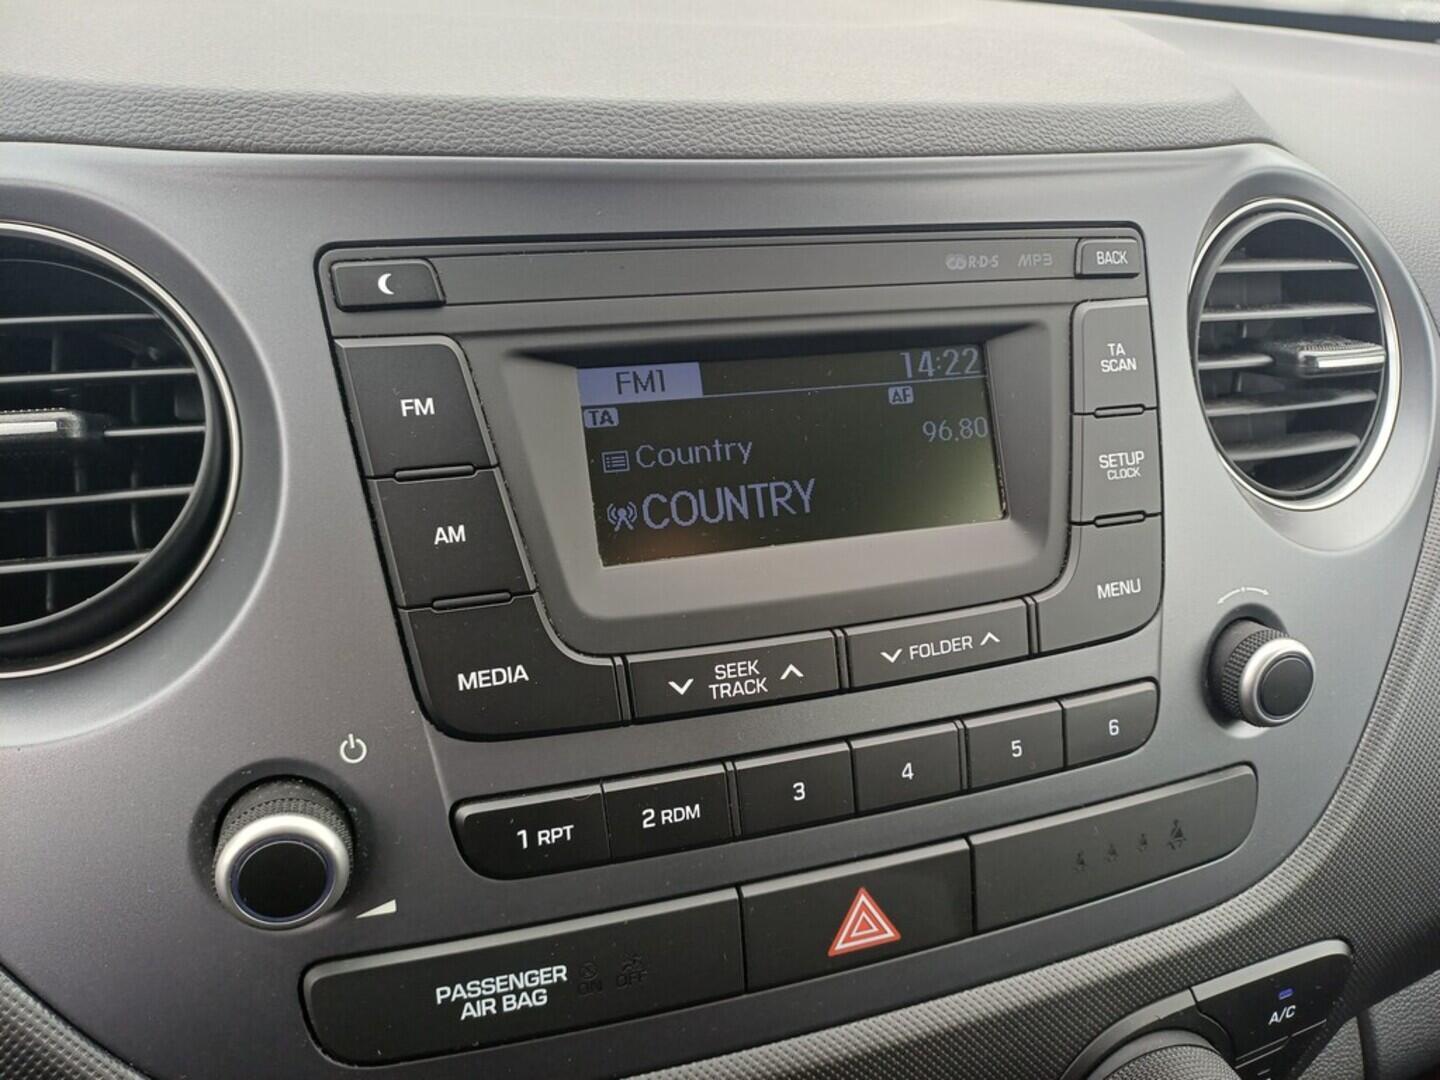 R·D·S MP3 BACK
FM1 14:22
TA AF
Country 96.80
COUNTRY
FM
AM
MEDIA
TA
SCAN
SETUP
CLOCK
MENU
SEEK
TRACK
FOLDER
1 RPT 2 RDM 3 4 5 6
PASSENGER
AIR BAG
ON OFF
A/C